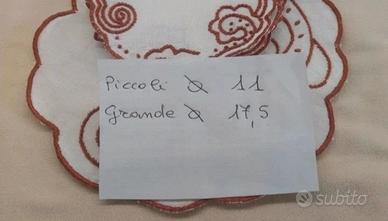 Piccoli ⌀ 11
Grande ⌀ 17,5
subito